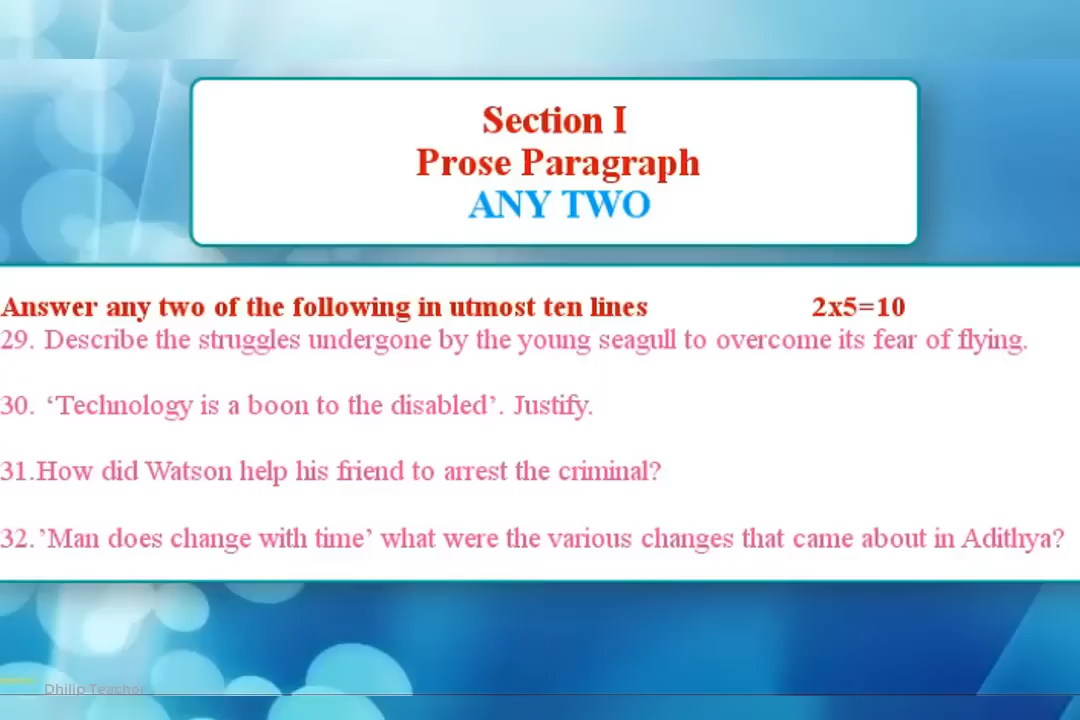 Section I
Prose Paragraph
ANY TWO
Answer any two of the following in utmost ten lines 2x5=10
29. Describe the struggles undergone by the young seagull to overcome its fear of flying.
30. ‘Technology is a boon to the disabled’. Justify.
31.How did Watson help his friend to arrest the criminal?
32.’Man does change with time’ what were the various changes that came about in Adithya?
Dhilip Teacher